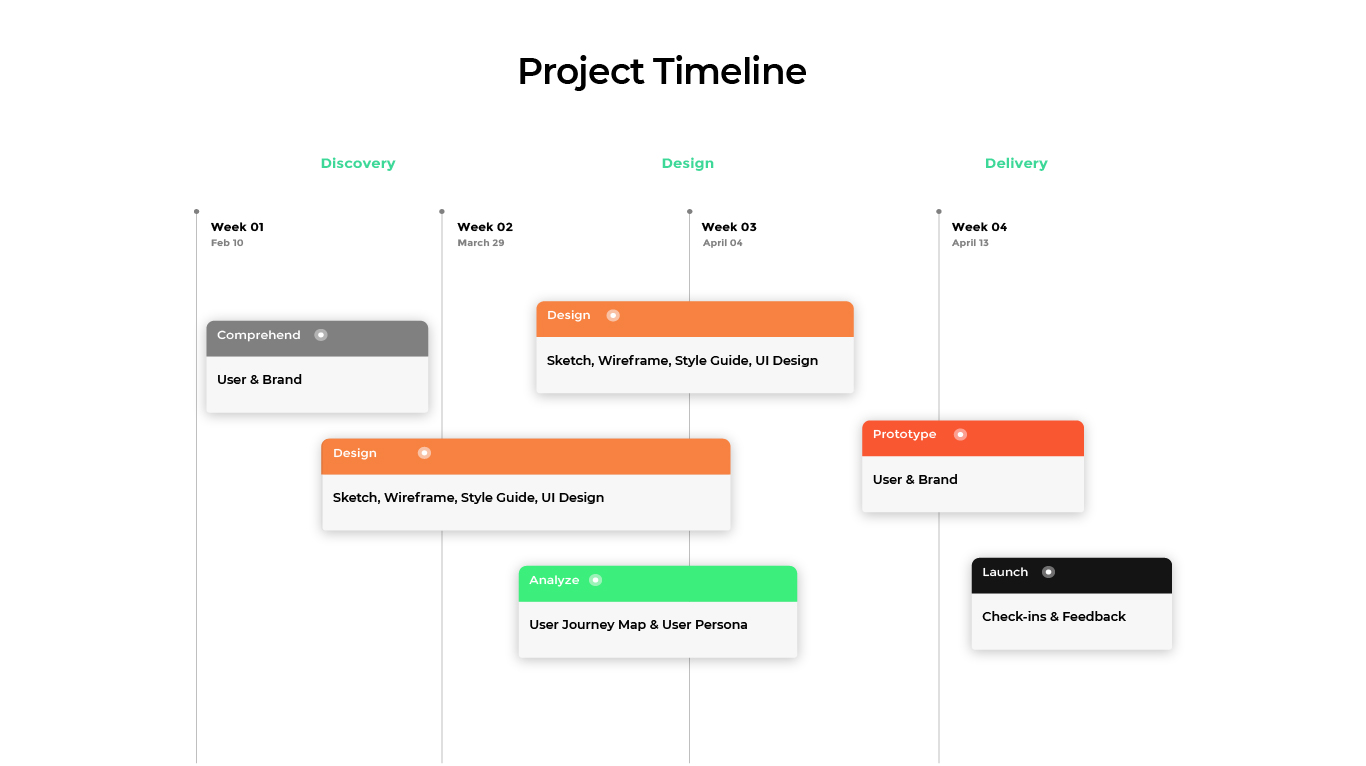 Project Timeline
Discovery
Design
Delivery
Week 01
Feb 10
Week 02
March 29
Week 03
April 04
Week 04
April 13
Design
Sketch, Wireframe, Style Guide, UI Design
Comprehend
User & Brand
Prototype
User & Brand
Design
Sketch, Wireframe, Style Guide, UI Design
Launch
Check-ins & Feedback
Analyze
User Journey Map & User Persona